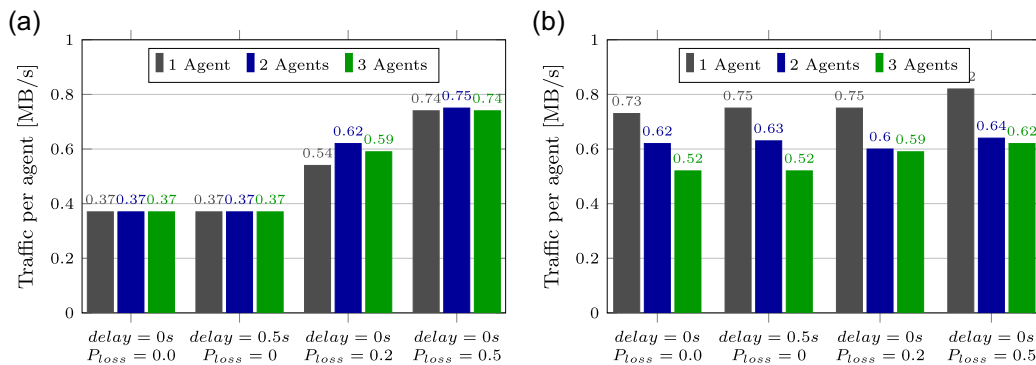 (a)
Traffic per agent [MB/s]
1
0.8
0.6
0.4
0.2
0
1 Agent 2 Agents 3 Agents
0.37 0.37 0.37
0.37 0.37 0.37
0.54 0.62 0.59
0.74 0.75 0.74
delay = 0s delay = 0.5s delay = 0s delay = 0s
P_loss = 0.0 P_loss = 0 P_loss = 0.2 P_loss = 0.5
(b)
Traffic per agent [MB/s]
1
0.8
0.6
0.4
0.2
0
1 Agent 2 Agents 3 Agents
0.73 0.62 0.52
0.75 0.63 0.52
0.75 0.6 0.59
0.64 0.62
delay = 0s delay = 0.5s delay = 0s delay = 0s
P_loss = 0.0 P_loss = 0 P_loss = 0.2 P_loss = 0.5